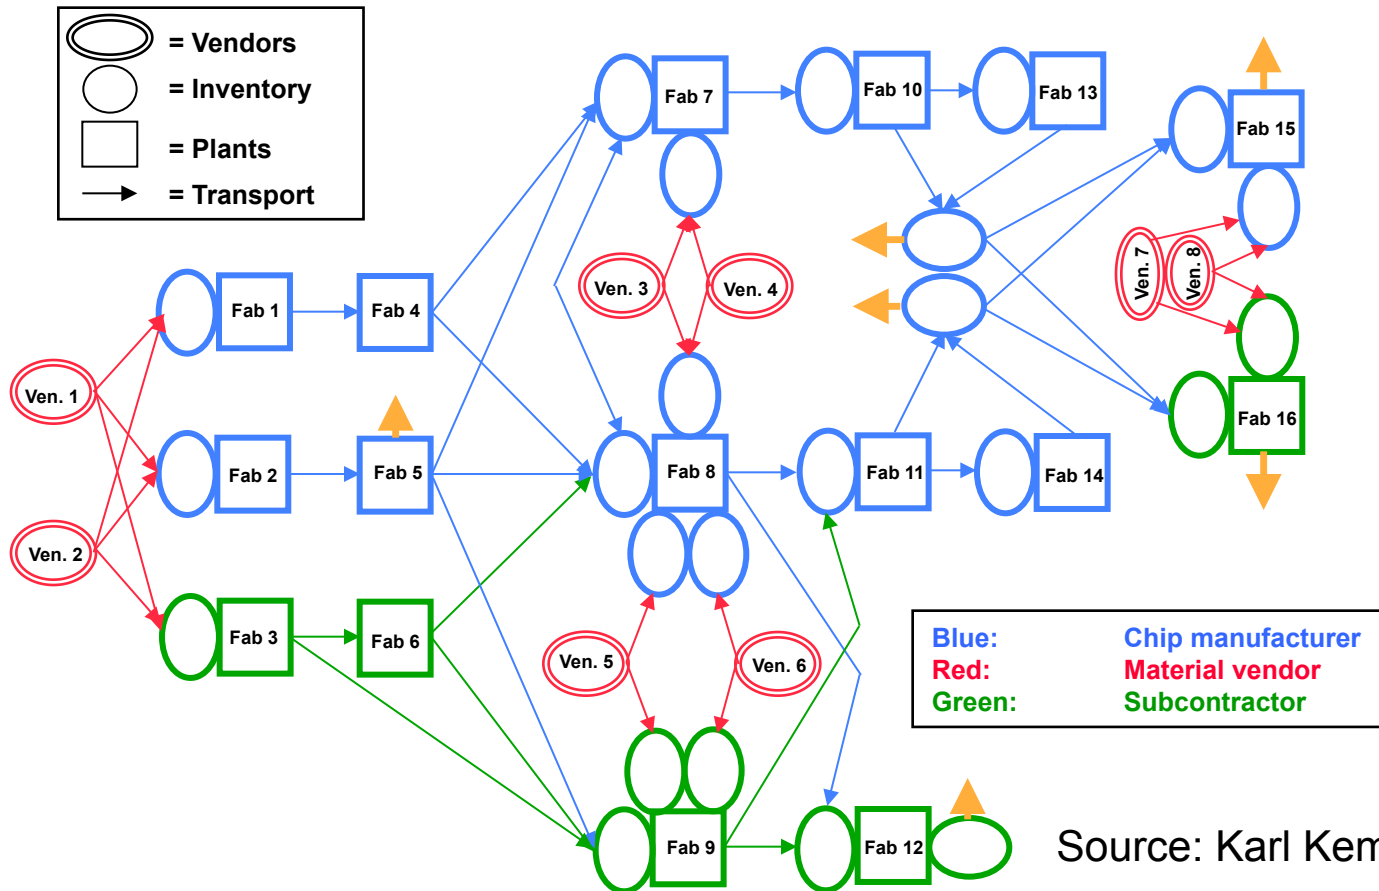 = Vendors
= Inventory
= Plants
= Transport
Fab 7
Fab 10
Fab 13
Fab 15
Ven. 3
Ven. 4
Ven. 7
Ven. 8
Fab 1
Fab 4
Ven. 1
Fab 2
Fab 5
Fab 8
Fab 11
Fab 14
Fab 16
Ven. 2
Fab 3
Fab 6
Ven. 5
Ven. 6
Blue: Chip manufacturer
Red: Material vendor
Green: Subcontractor
Fab 9
Fab 12
Source: Karl Kem